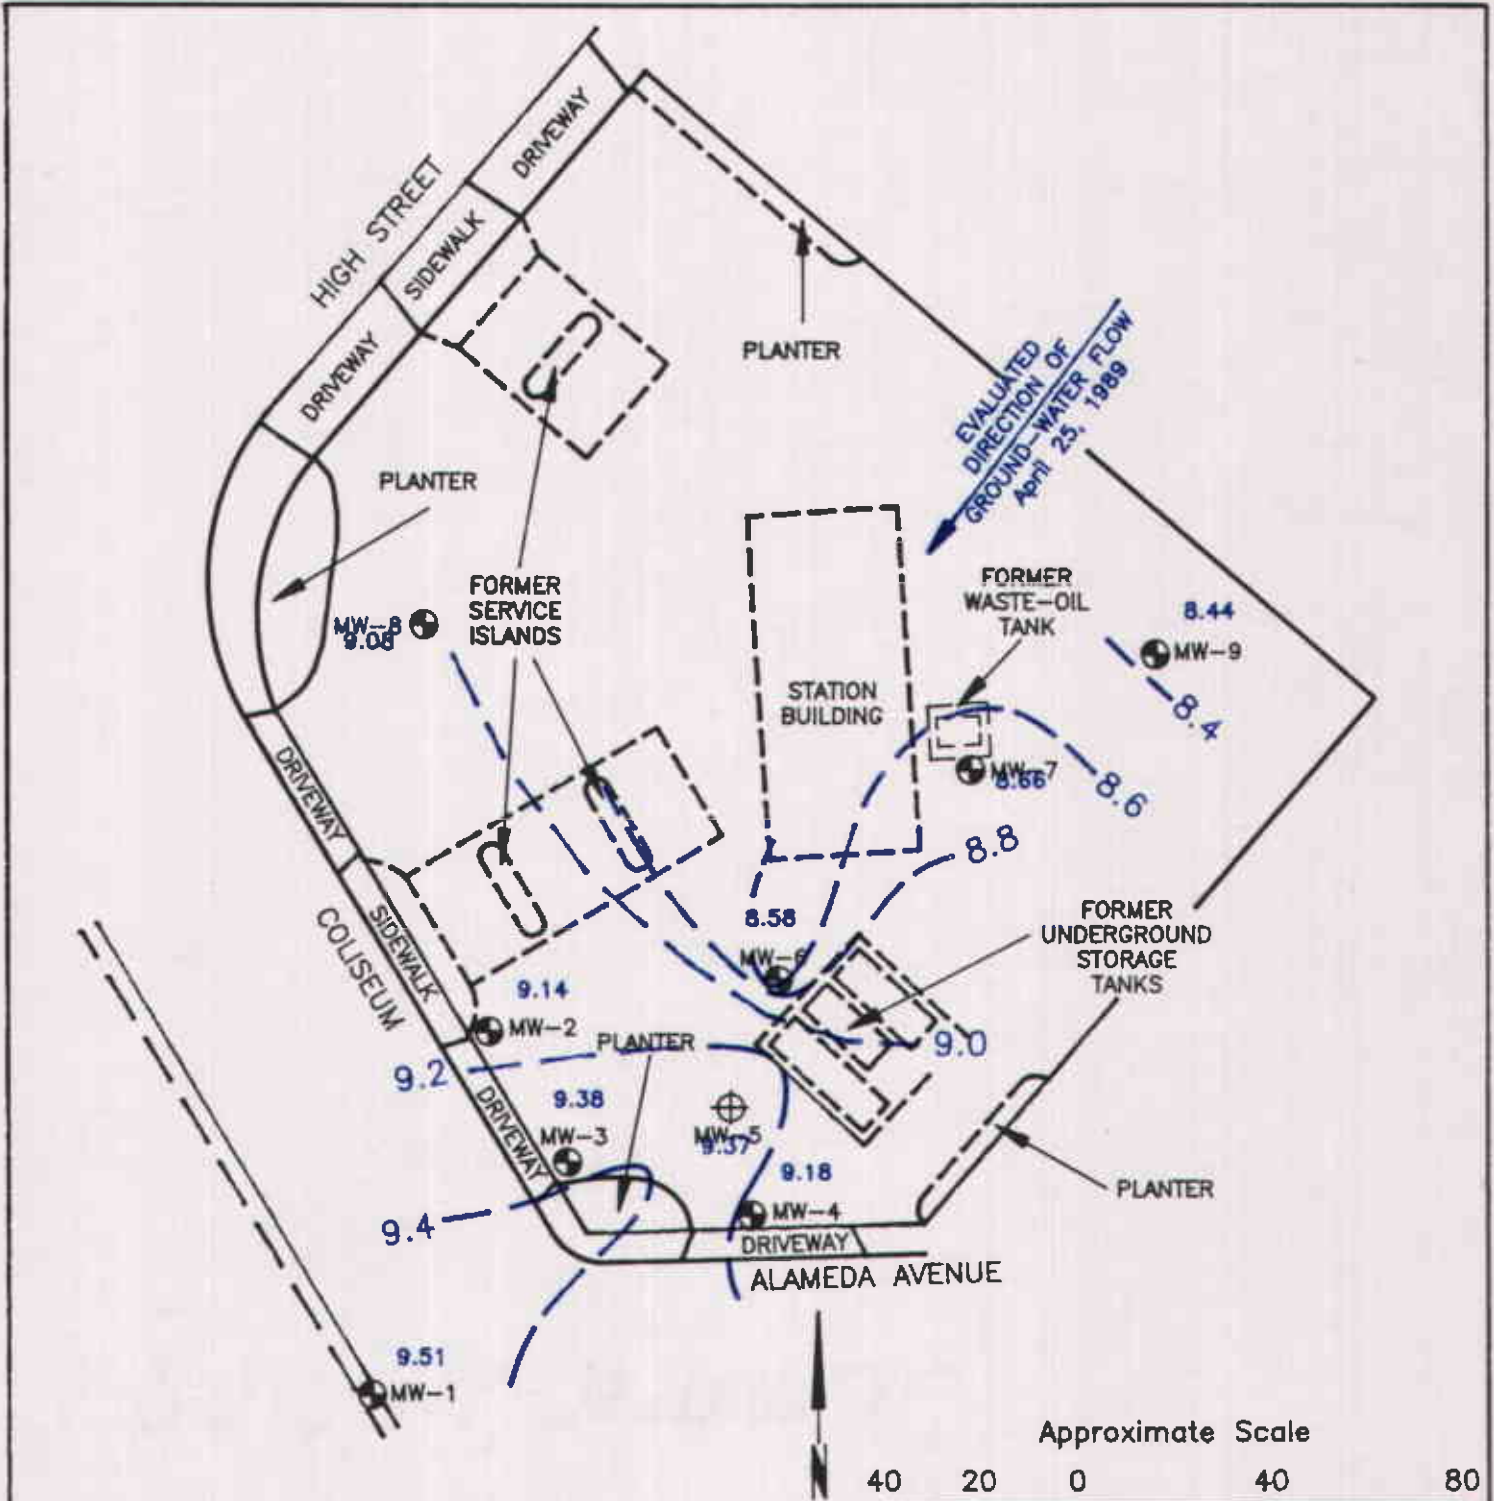 DRIVEWAY
HIGH STREET
SIDEWALK
DRIVEWAY
PLANTER
EVALUATED
DIRECTION OF
GROUND-WATER FLOW
April 25, 1989
PLANTER
FORMER
SERVICE
ISLANDS
FORMER
WASTE-OIL
TANK
8.44
MW-9
8.4
MW-8
STATION
BUILDING
MW-7
8.66
8.6
DRIVEWAY
8.8
8.58
MW-6
FORMER
UNDERGROUND
STORAGE
TANKS
SIDEWALK
COLISEUM
9.14
MW-2
PLANTER
9.0
9.2
DRIVEWAY
9.38
MW-3
MW-5
9.37
9.18
MW-4
PLANTER
9.4
DRIVEWAY
ALAMEDA AVENUE
9.51
MW-1
N
Approximate Scale
40 20 0 40 80